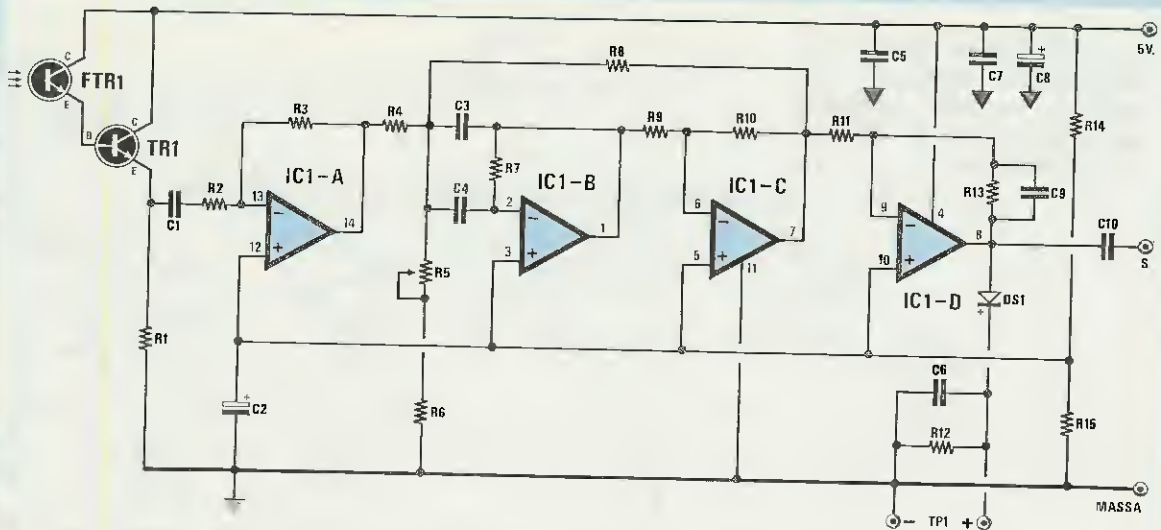 C
FTR1
E
B
C
TR1
E
C1
R2
R1
R3
IC1-A
13
-
12
+
14
C2
R4
R8
C3
R7
C4
R5
R6
IC1-B
2
-
3
+
1
R9
R10
IC1-C
6
-
5
+
7
11
R11
9
-
10
+
4
8
IC1-D
R13
C9
DS1
+
C10
S
C5
C7
+
C8
5V.
R14
C6
R12
R15
MASSA
- TP1 +